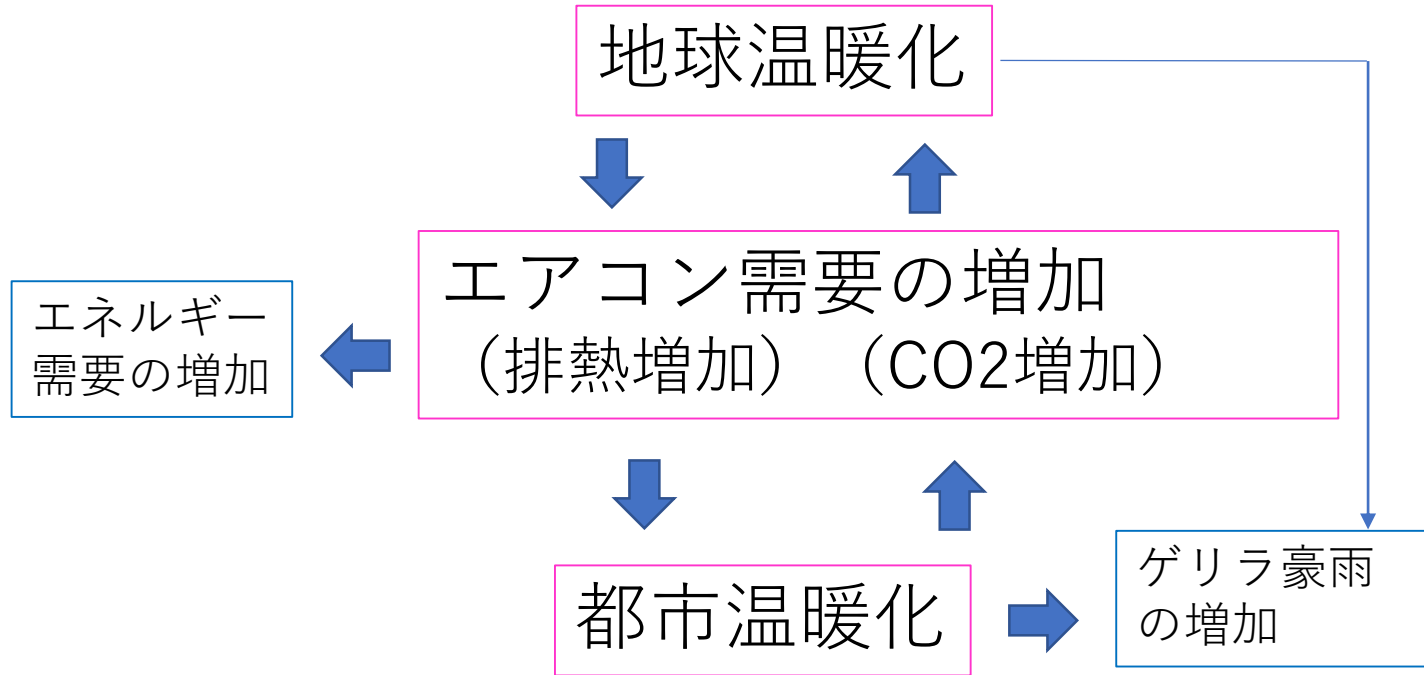 地球温暖化
エアコン需要の増加
（排熱増加）（CO2増加）
エネルギー
需要の増加
都市温暖化
ゲリラ豪雨
の増加